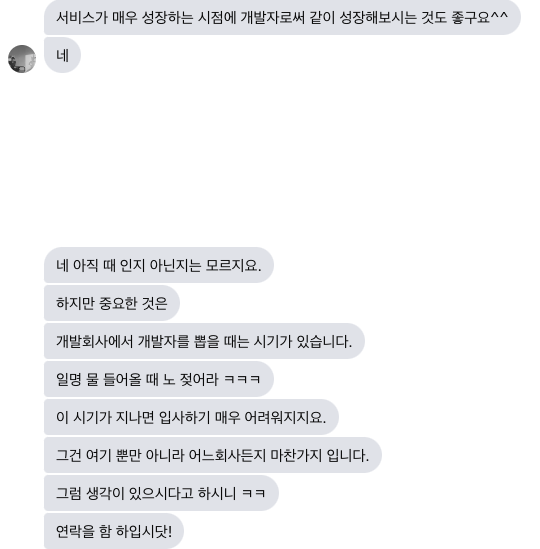 서비스가 매우 성장하는 시점에 개발자로써 같이 성장해보시는 것도 좋구요^^
네
네 아직 때 인지 아닌지는 모르지요.
하지만 중요한 것은
개발회사에서 개발자를 뽑을 때는 시기가 있습니다.
일명 물 들어올 때 노 젖어라 ㅋㅋㅋ
이 시기가 지나면 입사하기 매우 어려워지지요.
그건 여기 뿐만 아니라 어느회사든지 마찬가지 입니다.
그럼 생각이 있으시다고 하시니 ㅋㅋ
연락을 함 하입시닷!